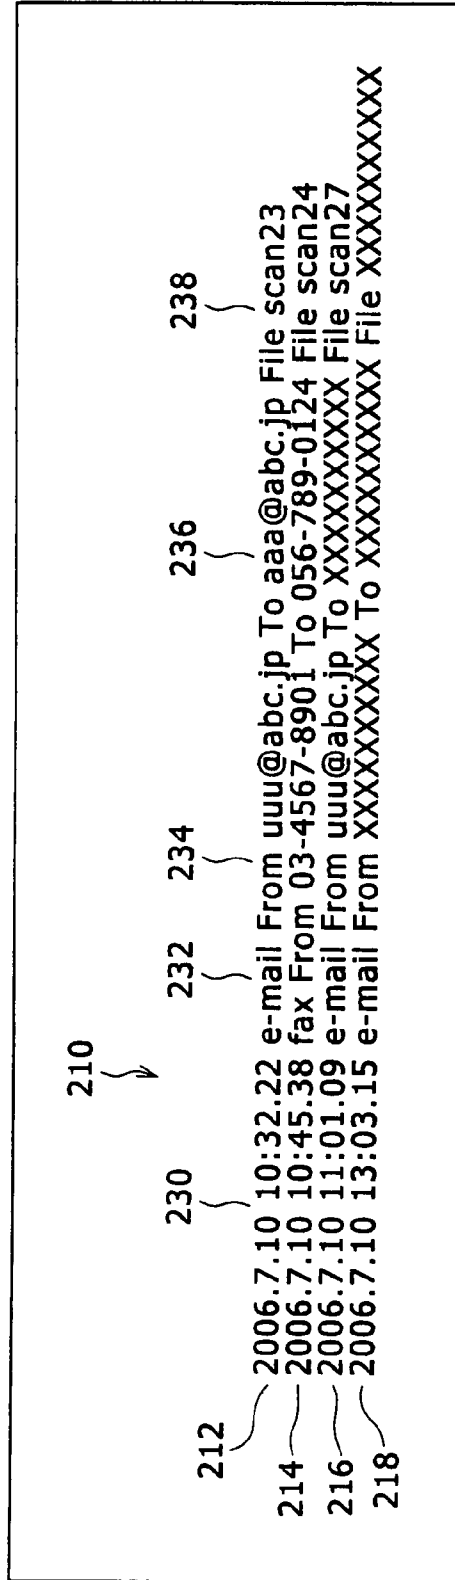 210
230 232 234 236 238
212 2006.7.10 10:32.22 e-mail From uuu@abc.jp To aaa@abc.jp File scan23
214 2006.7.10 10:45.38 fax From 03-4567-8901 To 056-789-0124 File scan24
216 2006.7.10 11:01.09 e-mail From uuu@abc.jp To XXXXXXXXXX File scan27
218 2006.7.10 13:03.15 e-mail From XXXXXXXXXX To XXXXXXXXXX File XXXXXXXXXX